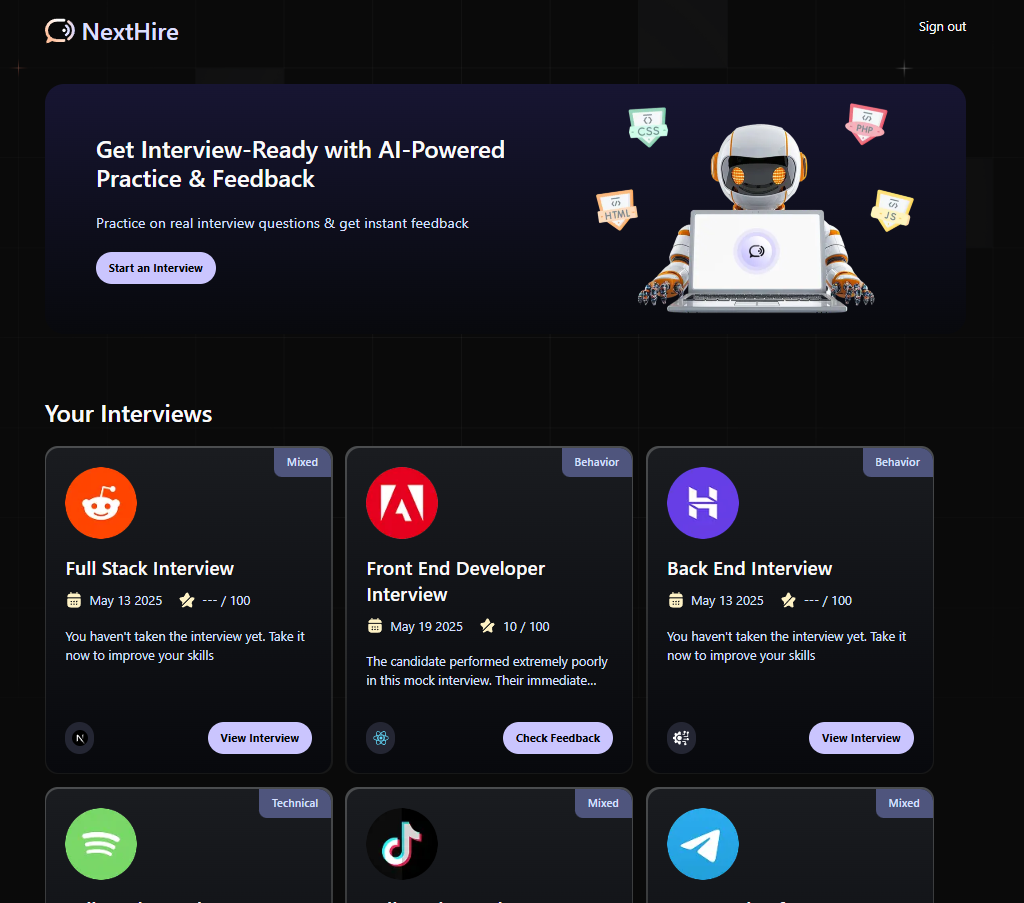 NextHire
Sign out
Get Interview-Ready with AI-Powered
Practice & Feedback
Practice on real interview questions & get instant feedback
Start an Interview
CSS
PHP
HTML
JS
Your Interviews
Mixed
Full Stack Interview
May 13 2025
--- / 100
You haven't taken the interview yet. Take it
now to improve your skills
View Interview
Behavior
Front End Developer
Interview
May 19 2025
10 / 100
The candidate performed extremely poorly
in this mock interview. Their immediate...
Check Feedback
Behavior
Back End Interview
May 13 2025
--- / 100
You haven't taken the interview yet. Take it
now to improve your skills
View Interview
Technical
Mixed
Mixed